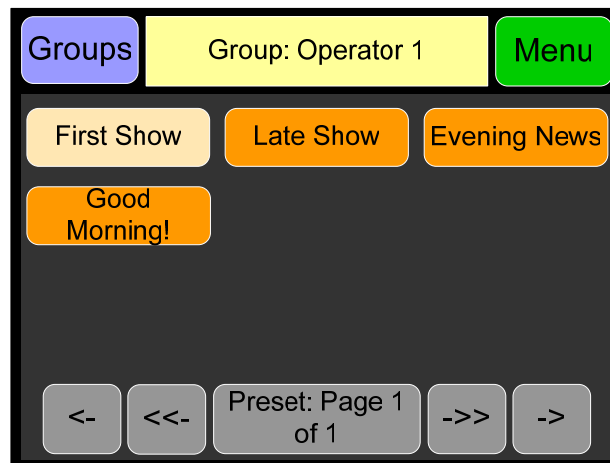 Groups
Group: Operator 1
Menu
First Show
Late Show
Evening News
Good
Morning!
<-
<<-
Preset: Page 1
of 1
->>
->